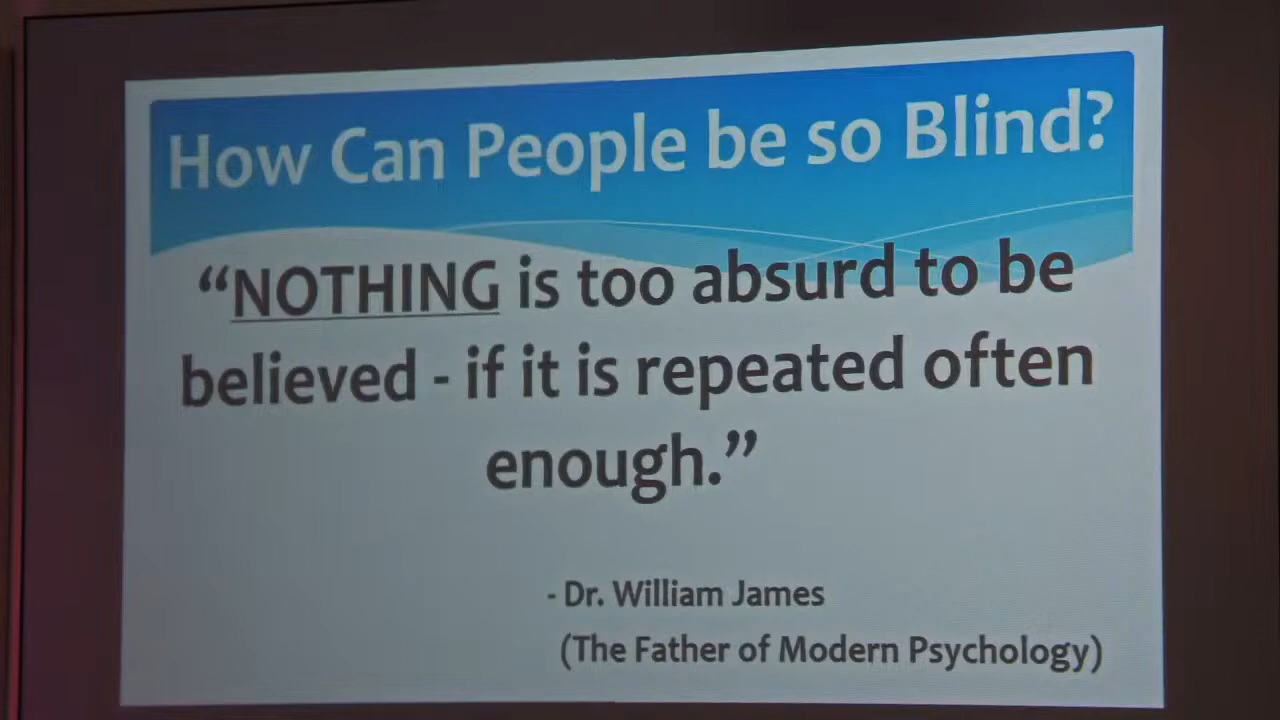 How Can People be so Blind?
“NOTHING is too absurd to be
believed - if it is repeated often
enough.”
- Dr. William James
(The Father of Modern Psychology)